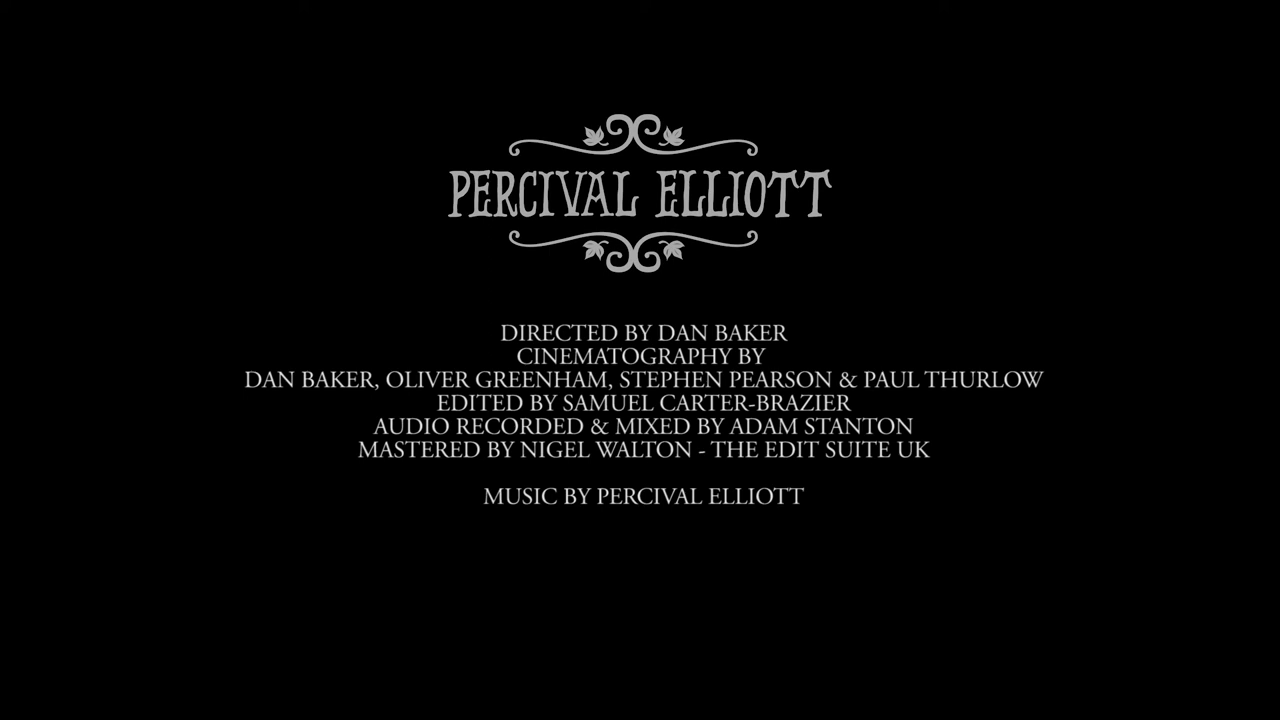 PERCIVAL ELLIOTT
DIRECTED BY DAN BAKER
CINEMATOGRAPHY BY
DAN BAKER, OLIVER GREENHAM, STEPHEN PEARSON & PAUL THURLOW
EDITED BY SAMUEL CARTER-BRAZIER
AUDIO RECORDED & MIXED BY ADAM STANTON
MASTERED BY NIGEL WALTON - THE EDIT SUITE UK
MUSIC BY PERCIVAL ELLIOTT